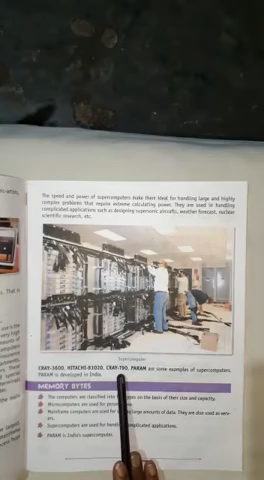 The speed and power of supercomputers make them ideal for handling large and highly
complex problems that require extreme calculating power. They are used in handling
complicated applications such as designing supersonic aircrafts, weather forecast, nuclear
scientific research, etc.
Supercomputer
CRAY-3600, HITACHI-81020, CRAY-T90, PARAM are some examples of supercomputers.
PARAM is developed in India.
MEMORY BYTES
The computers are classified into on the basis of their size and capacity.
Microcomputers are used for
Mainframe computers are used for large amounts of data. They are also used as
Supercomputers are used for complicated applications.
PARAM is India's supercomputer.